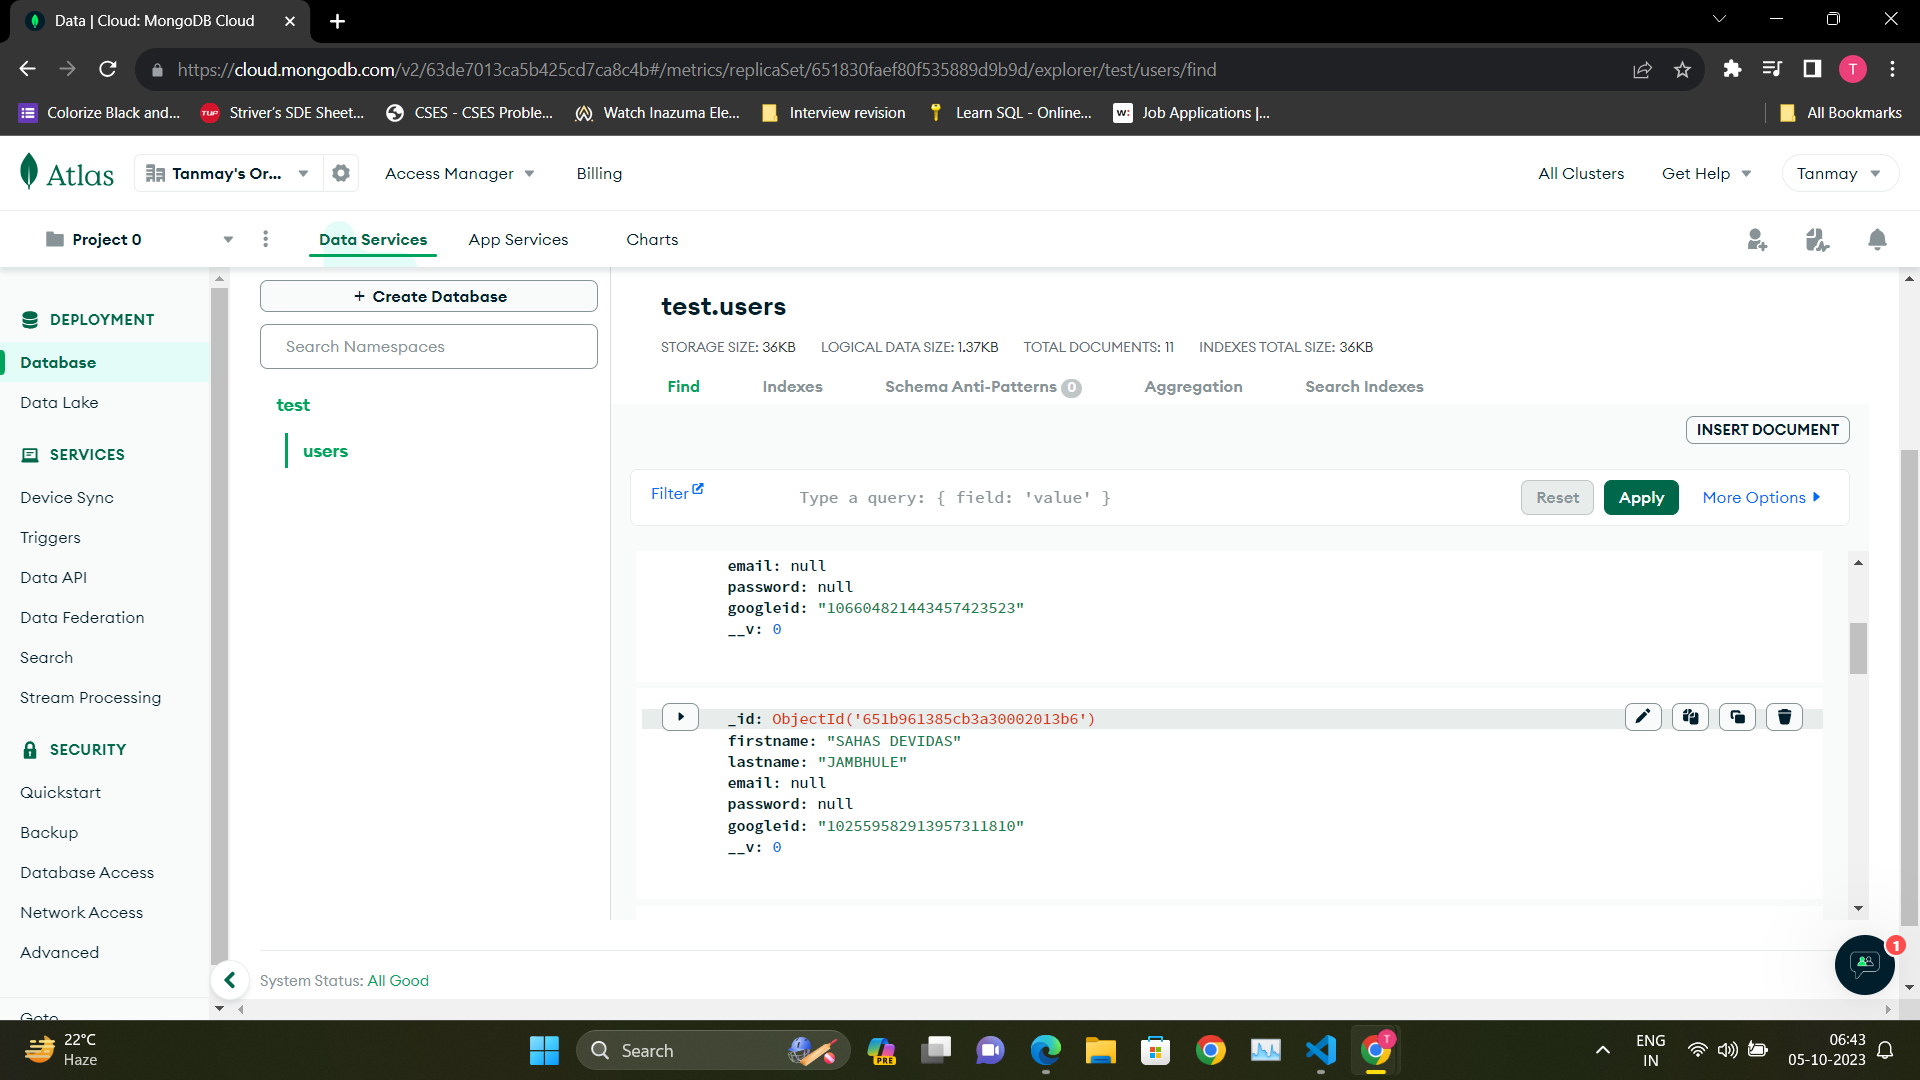 Data | Cloud: MongoDB Cloud
https://cloud.mongodb.com/v2/63de7013ca5b425cd7ca8c4b#/metrics/replicaSet/651830faef80f535889d9b9d/explorer/test/users/find
T
Colorize Black and...
TUF
Striver's SDE Sheet...
CSES - CSES Proble...
Watch Inazuma Ele...
Interview revision
Learn SQL - Online...
w:
Job Applications |...
All Bookmarks
Atlas
Tanmay's Or...
Access Manager
Billing
All Clusters
Get Help
Tanmay
Project 0
Data Services
App Services
Charts
DEPLOYMENT
Database
Data Lake
SERVICES
Device Sync
Triggers
Data API
Data Federation
Search
Stream Processing
SECURITY
Quickstart
Backup
Database Access
Network Access
Advanced
Goto
+ Create Database
Search Namespaces
test
users
test.users
STORAGE SIZE: 36KB LOGICAL DATA SIZE: 1.37KB TOTAL DOCUMENTS: 11 INDEXES TOTAL SIZE: 36KB
Find
Indexes
Schema Anti-Patterns 0
Aggregation
Search Indexes
INSERT DOCUMENT
Filter
Type a query: { field: 'value' }
Reset
Apply
More Options
email: null
password: null
googleid: "106604821443457423523"
__v: 0
_id: ObjectId('651b961385cb3a30002013b6')
firstname: "SAHAS DEVIDAS"
lastname: "JAMBHULE"
email: null
password: null
googleid: "102559582913957311810"
__v: 0
System Status: All Good
1
22°C
Haze
Search
PRE
T
ENG
IN
06:43
05-10-2023